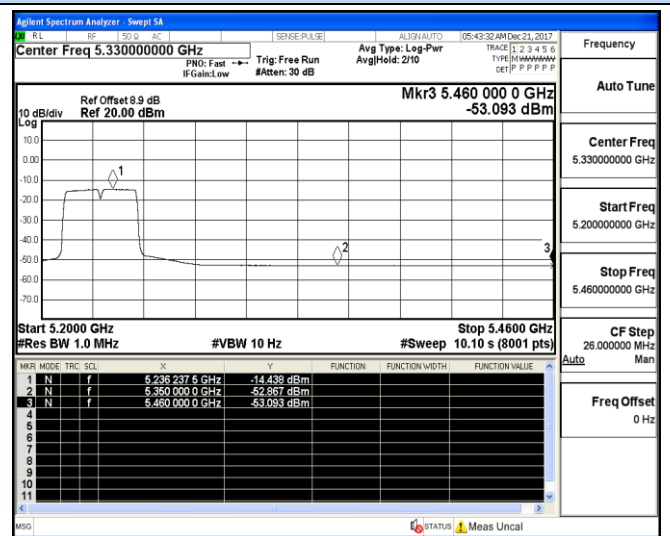 Agilent Spectrum Analyzer - Swept SA
RL RF 50 Ω AC SENSE:PULSE ALIGNAUTO 05:43:32 AM Dec 21, 2017
Center Freq 5.330000000 GHz
PNO: Fast
IFGain:Low
Trig: Free Run
#Atten: 30 dB
Avg Type: Log-Pwr
Avg|Hold: 2/10
TRACE 1 2 3 4 5 6
TYPE M
DET P P P P P P
Ref Offset 8.9 dB
10 dB/div Ref 20.00 dBm
Log
Mkr3 5.460 000 0 GHz
-53.093 dBm
10.0
0.00
-10.0
-20.0
-30.0
-40.0
-50.0
-60.0
-70.0
1
2
3
Start 5.2000 GHz Stop 5.4600 GHz
#Res BW 1.0 MHz #VBW 10 Hz #Sweep 10.10 s (8001 pts)
MKR MODE TRC SCL X Y FUNCTION FUNCTION WIDTH FUNCTION VALUE
1 N f 5.236 237 5 GHz -14.438 dBm
2 N f 5.350 000 0 GHz -52.867 dBm
3 N f 5.460 000 0 GHz -53.093 dBm
4
5
6
7
8
9
10
11
MSG STATUS Meas Uncal
Frequency
Auto Tune
Center Freq
5.330000000 GHz
Start Freq
5.200000000 GHz
Stop Freq
5.460000000 GHz
CF Step
26.000000 MHz
Auto Man
Freq Offset
0 Hz